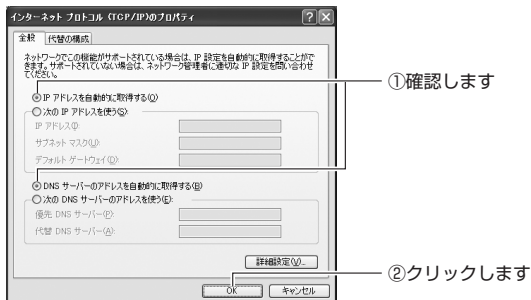 インターネット プロトコル (TCP/IP)のプロパティ
全般 代替の構成
ネットワークでこの機能がサポートされている場合は、IP 設定を自動的に取得することがで
きます。サポートされていない場合は、ネットワーク管理者に適切な IP 設定を問い合わせ
てください。
①確認します
IP アドレスを自動的に取得する(O)
次の IP アドレスを使う(S):
IP アドレス(I):
サブネット マスク(U):
デフォルト ゲートウェイ(D):
DNS サーバーのアドレスを自動的に取得する(B)
次の DNS サーバーのアドレスを使う(E):
優先 DNS サーバー(P):
代替 DNS サーバー(A):
詳細設定(V)...
②クリックします
OK キャンセル